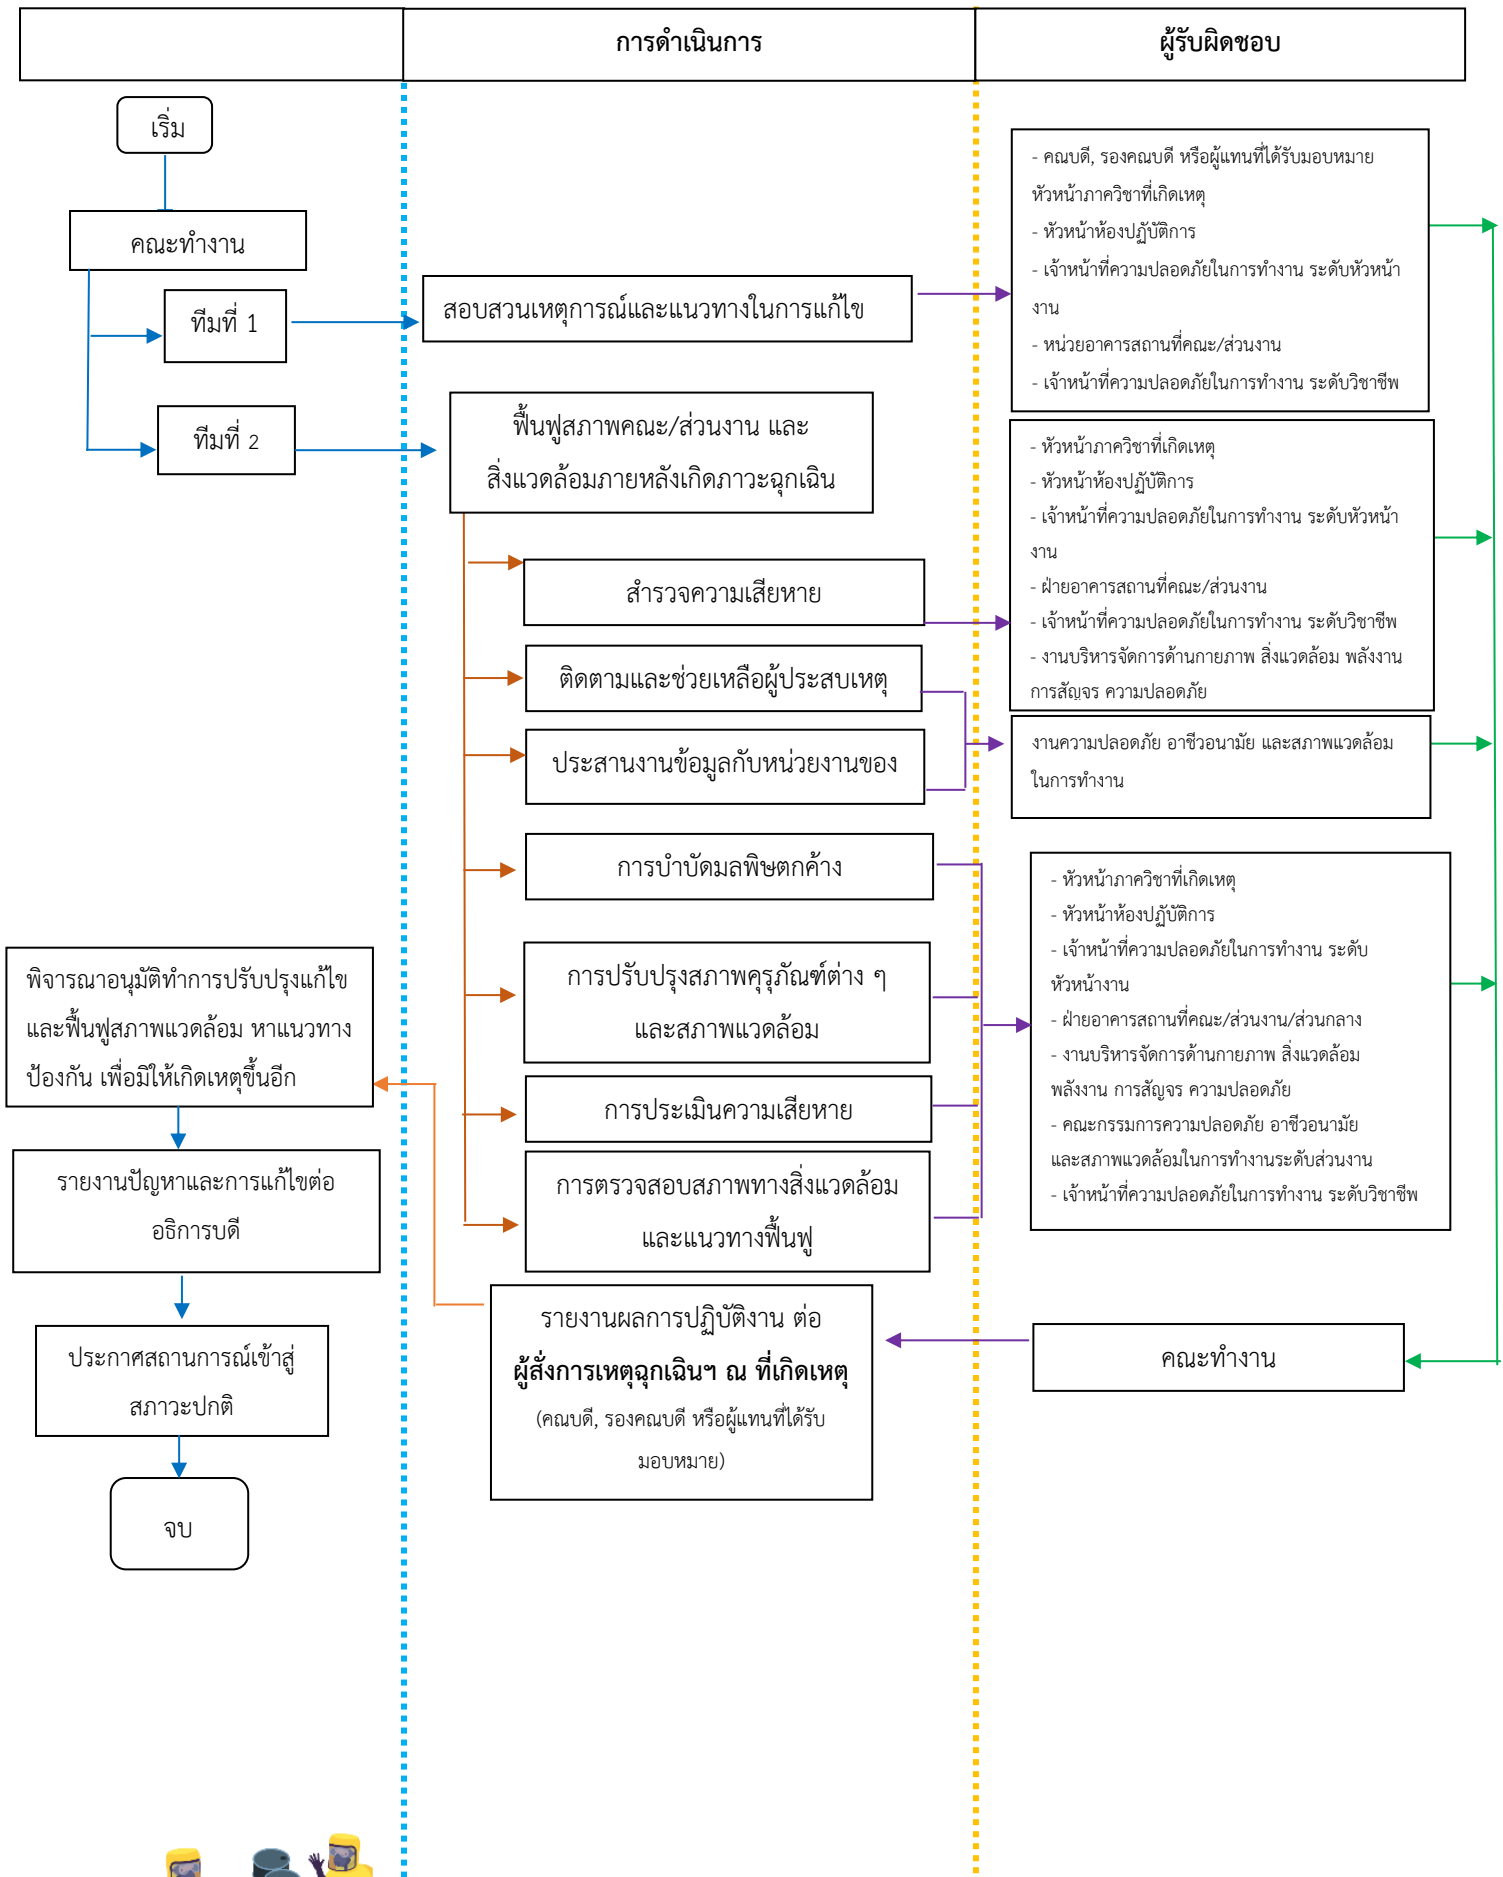 การดำเนินการ
ผู้รับผิดชอบ
เริ่ม
คณะทำงาน
ทีมที่ 1
สอบสวนเหตุการณ์และแนวทางในการแก้ไข
- คณบดี, รองคณบดี หรือผู้แทนที่ได้รับมอบหมาย
หัวหน้าภาควิชาที่เกิดเหตุ
- หัวหน้าห้องปฏิบัติการ
- เจ้าหน้าที่ความปลอดภัยในการทำงาน ระดับหัวหน้า
งาน
- หน่วยอาคารสถานที่คณะ/ส่วนงาน
- เจ้าหน้าที่ความปลอดภัยในการทำงาน ระดับวิชาชีพ
ทีมที่ 2
ฟื้นฟูสภาพคณะ/ส่วนงาน และ
สิ่งแวดล้อมภายหลังเกิดภาวะฉุกเฉิน
สำรวจความเสียหาย
- หัวหน้าภาควิชาที่เกิดเหตุ
- หัวหน้าห้องปฏิบัติการ
- เจ้าหน้าที่ความปลอดภัยในการทำงาน ระดับหัวหน้า
งาน
- ฝ่ายอาคารสถานที่คณะ/ส่วนงาน
- เจ้าหน้าที่ความปลอดภัยในการทำงาน ระดับวิชาชีพ
- งานบริหารจัดการด้านกายภาพ สิ่งแวดล้อม พลังงาน
การสัญจร ความปลอดภัย
ติดตามและช่วยเหลือผู้ประสบเหตุ
ประสานงานข้อมูลกับหน่วยงานของ
งานความปลอดภัย อาชีวอนามัย และสภาพแวดล้อม
ในการทำงาน
การบำบัดมลพิษตกค้าง
การปรับปรุงสภาพคุรุภัณฑ์ต่าง ๆ
และสภาพแวดล้อม
การประเมินความเสียหาย
การตรวจสอบสภาพทางสิ่งแวดล้อม
และแนวทางฟื้นฟู
- หัวหน้าภาควิชาที่เกิดเหตุ
- หัวหน้าห้องปฏิบัติการ
- เจ้าหน้าที่ความปลอดภัยในการทำงาน ระดับ
หัวหน้างาน
- ฝ่ายอาคารสถานที่คณะ/ส่วนงาน/ส่วนกลาง
- งานบริหารจัดการด้านกายภาพ สิ่งแวดล้อม
พลังงาน การสัญจร ความปลอดภัย
- คณะกรรมการความปลอดภัย อาชีวอนามัย
และสภาพแวดล้อมในการทำงานระดับส่วนงาน
- เจ้าหน้าที่ความปลอดภัยในการทำงาน ระดับวิชาชีพ
คณะทำงาน
รายงานผลการปฏิบัติงาน ต่อ
ผู้สั่งการเหตุฉุกเฉินฯ ณ ที่เกิดเหตุ
(คณบดี, รองคณบดี หรือผู้แทนที่ได้รับ
มอบหมาย)
พิจารณาอนุมัติทำการปรับปรุงแก้ไข
และฟื้นฟูสภาพแวดล้อม หาแนวทาง
ป้องกัน เพื่อมิให้เกิดเหตุขึ้นอีก
รายงานปัญหาและการแก้ไขต่อ
อธิการบดี
ประกาศสถานการณ์เข้าสู่
สภาวะปกติ
จบ